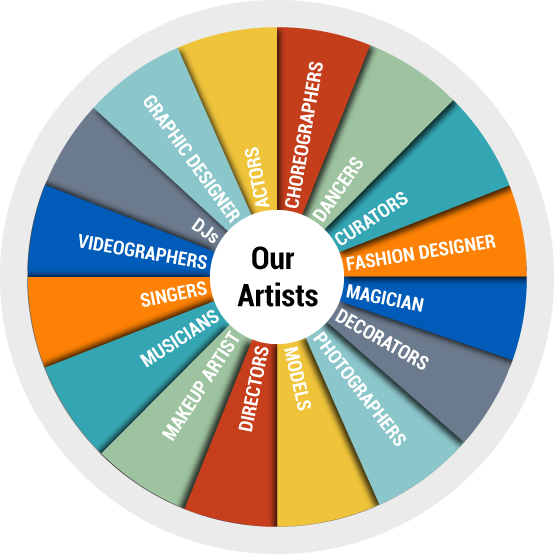 Our
Artists
CHOREOGRAPHERS
DANCERS
CURATORS
FASHION DESIGNER
MAGICIAN
DECORATORS
PHOTOGRAPHERS
MODELS
DIRECTORS
MAKEUP ARTIST
MUSICIANS
SINGERS
VIDEOGRAPHERS
DJs
GRAPHIC DESIGNER
ACTORS